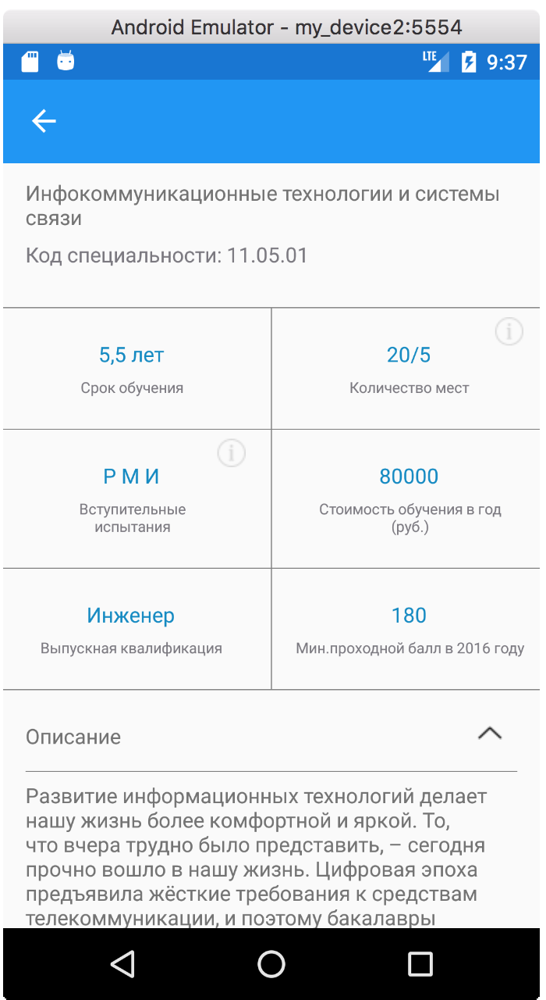 Android Emulator - my_device2:5554
LTE 9:37
Инфокоммуникационные технологии и системы
связи
Код специальности: 11.05.01
5,5 лет
Срок обучения
20/5
Количество мест
Р М И
Вступительные
испытания
80000
Стоимость обучения в год
(руб.)
Инженер
Выпускная квалификация
180
Мин.проходной балл в 2016 году
Описание
Развитие информационных технологий делает
нашу жизнь более комфортной и яркой. То,
что вчера трудно было представить, – сегодня
прочно вошло в нашу жизнь. Цифровая эпоха
предъявила жёсткие требования к средствам
телекоммуникации, и поэтому бакалавры